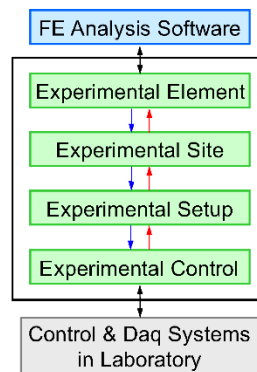 FE Analysis Software
Experimental Element
Experimental Site
Experimental Setup
Experimental Control
Control & Daq Systems
in Laboratory